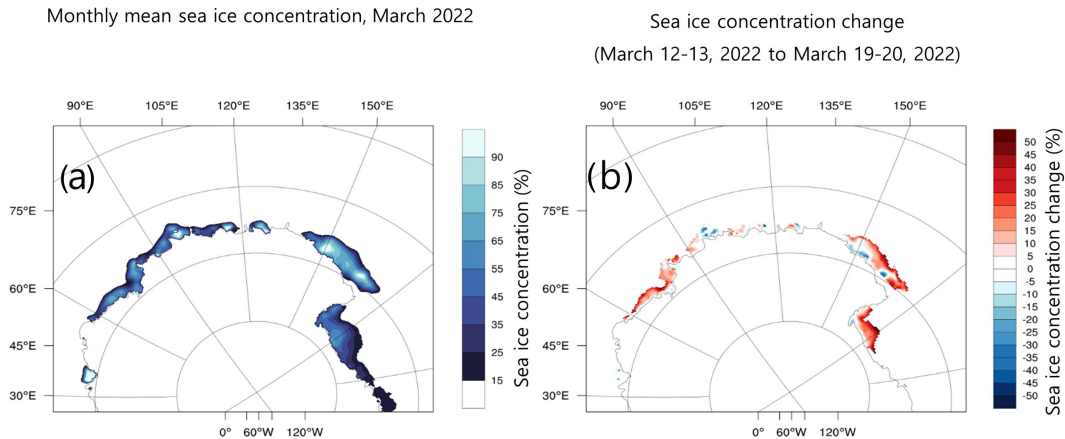 Monthly mean sea ice concentration, March 2022
Sea ice concentration change
(March 12-13, 2022 to March 19-20, 2022)
90°E 105°E 120°E 135°E 150°E
(a)
75°E
60°E
45°E
30°E
0° 60°W 120°W
90
85
75
65
55
45
35
25
15
Sea ice concentration (%)
90°E 105°E 120°E 135°E 150°E
(b)
75°E
60°E
45°E
30°E
0° 60°W 120°W
50
45
40
35
30
25
20
15
10
5
0
-5
-10
-15
-20
-25
-30
-35
-40
-45
-50
Sea ice concentration change (%)